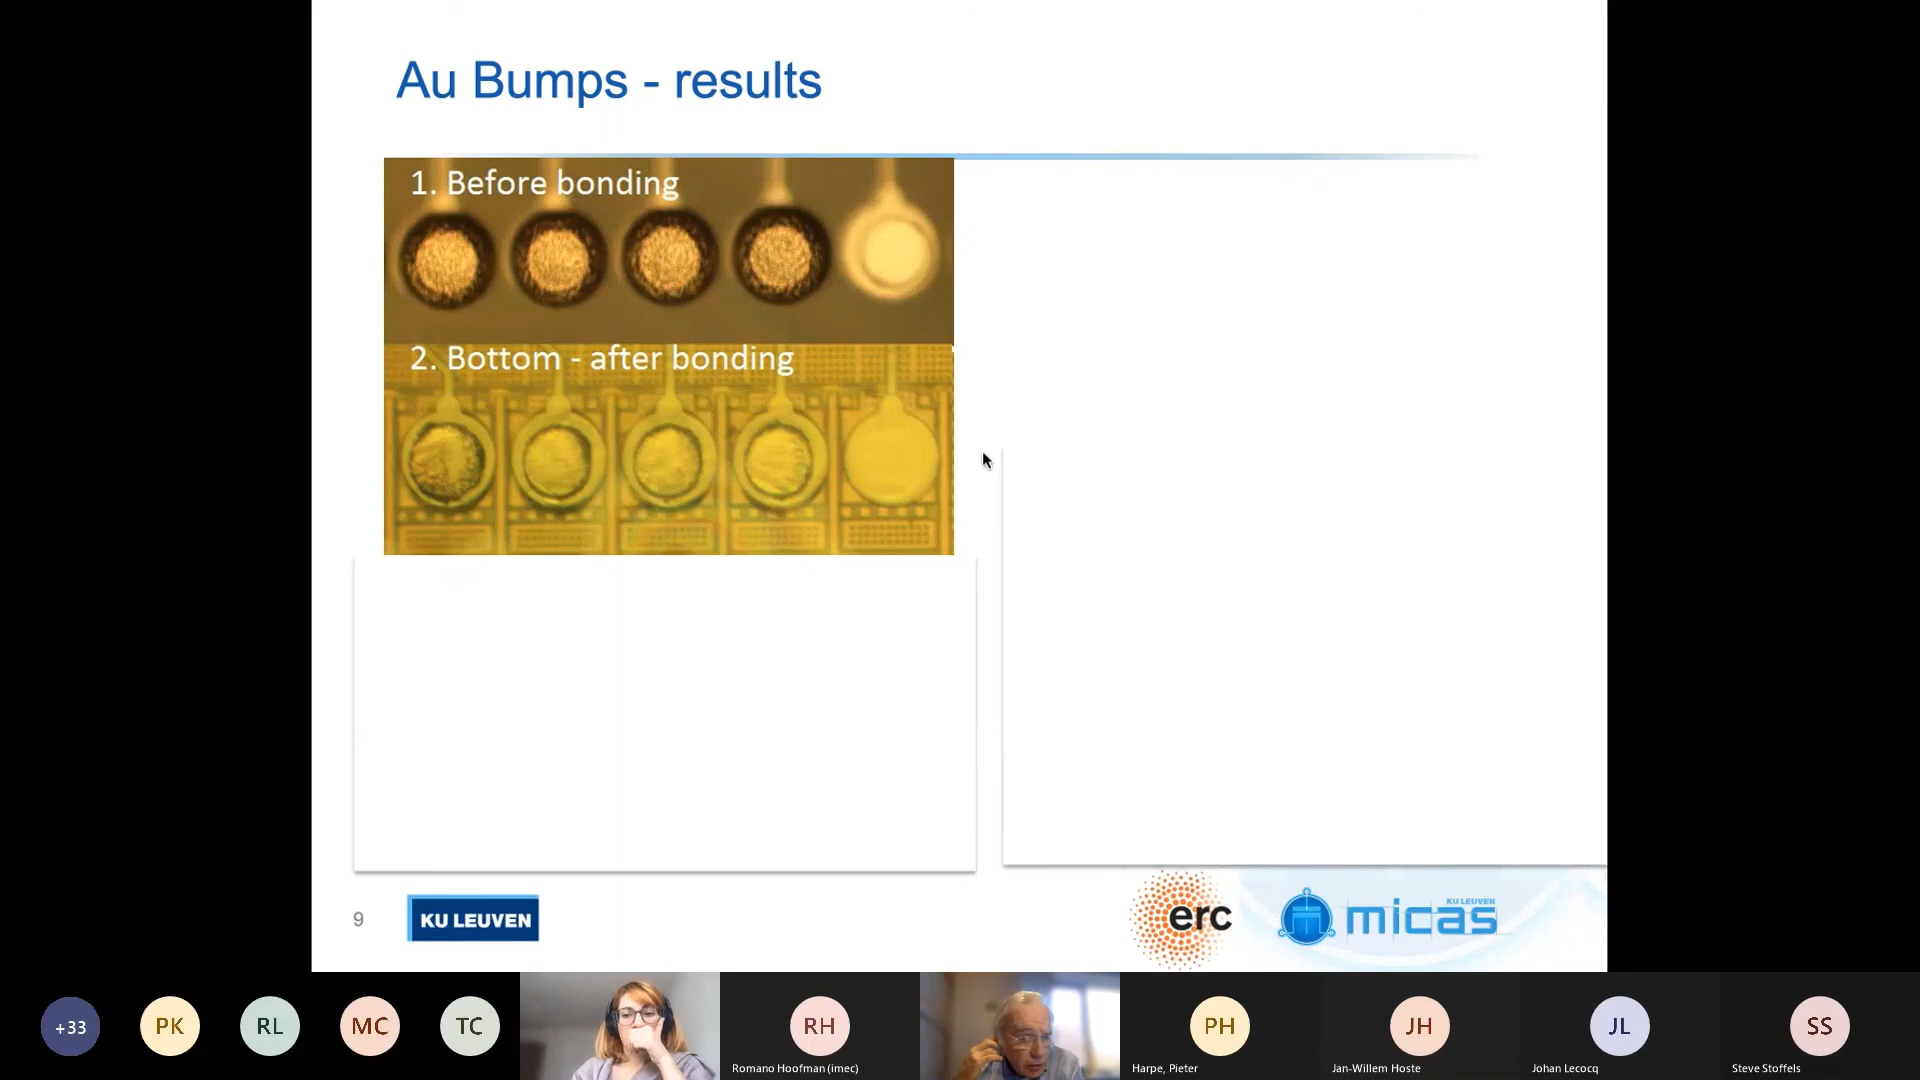 Au Bumps - results
1. Before bonding
2. Bottom - after bonding
9
KU LEUVEN
erc
KU LEUVEN
micas
+33
PK
RL
MC
TC
RH
Romano Hoofman (imec)
PH
Harpe, Pieter
JH
Jan-Willem Hoste
JL
Johan Lecocq
SS
Steve Stoffels